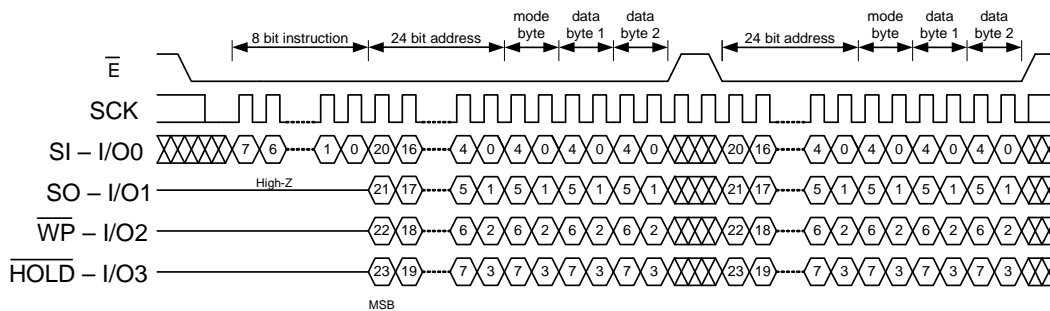 mode data data mode data data
8 bit instruction 24 bit address byte byte 1 byte 2 24 bit address byte byte 1 byte 2
E
SCK
SI – I/O0 7 6 1 0 20 16 4 0 4 0 4 0 4 0 20 16 4 0 4 0 4 0 4 0
High-Z
SO – I/O1 21 17 5 1 5 1 5 1 5 1 21 17 5 1 5 1 5 1 5 1
WP – I/O2 22 18 6 2 6 2 6 2 6 2 22 18 6 2 6 2 6 2 6 2
HOLD – I/O3 23 19 7 3 7 3 7 3 7 3 23 19 7 3 7 3 7 3 7 3
MSB